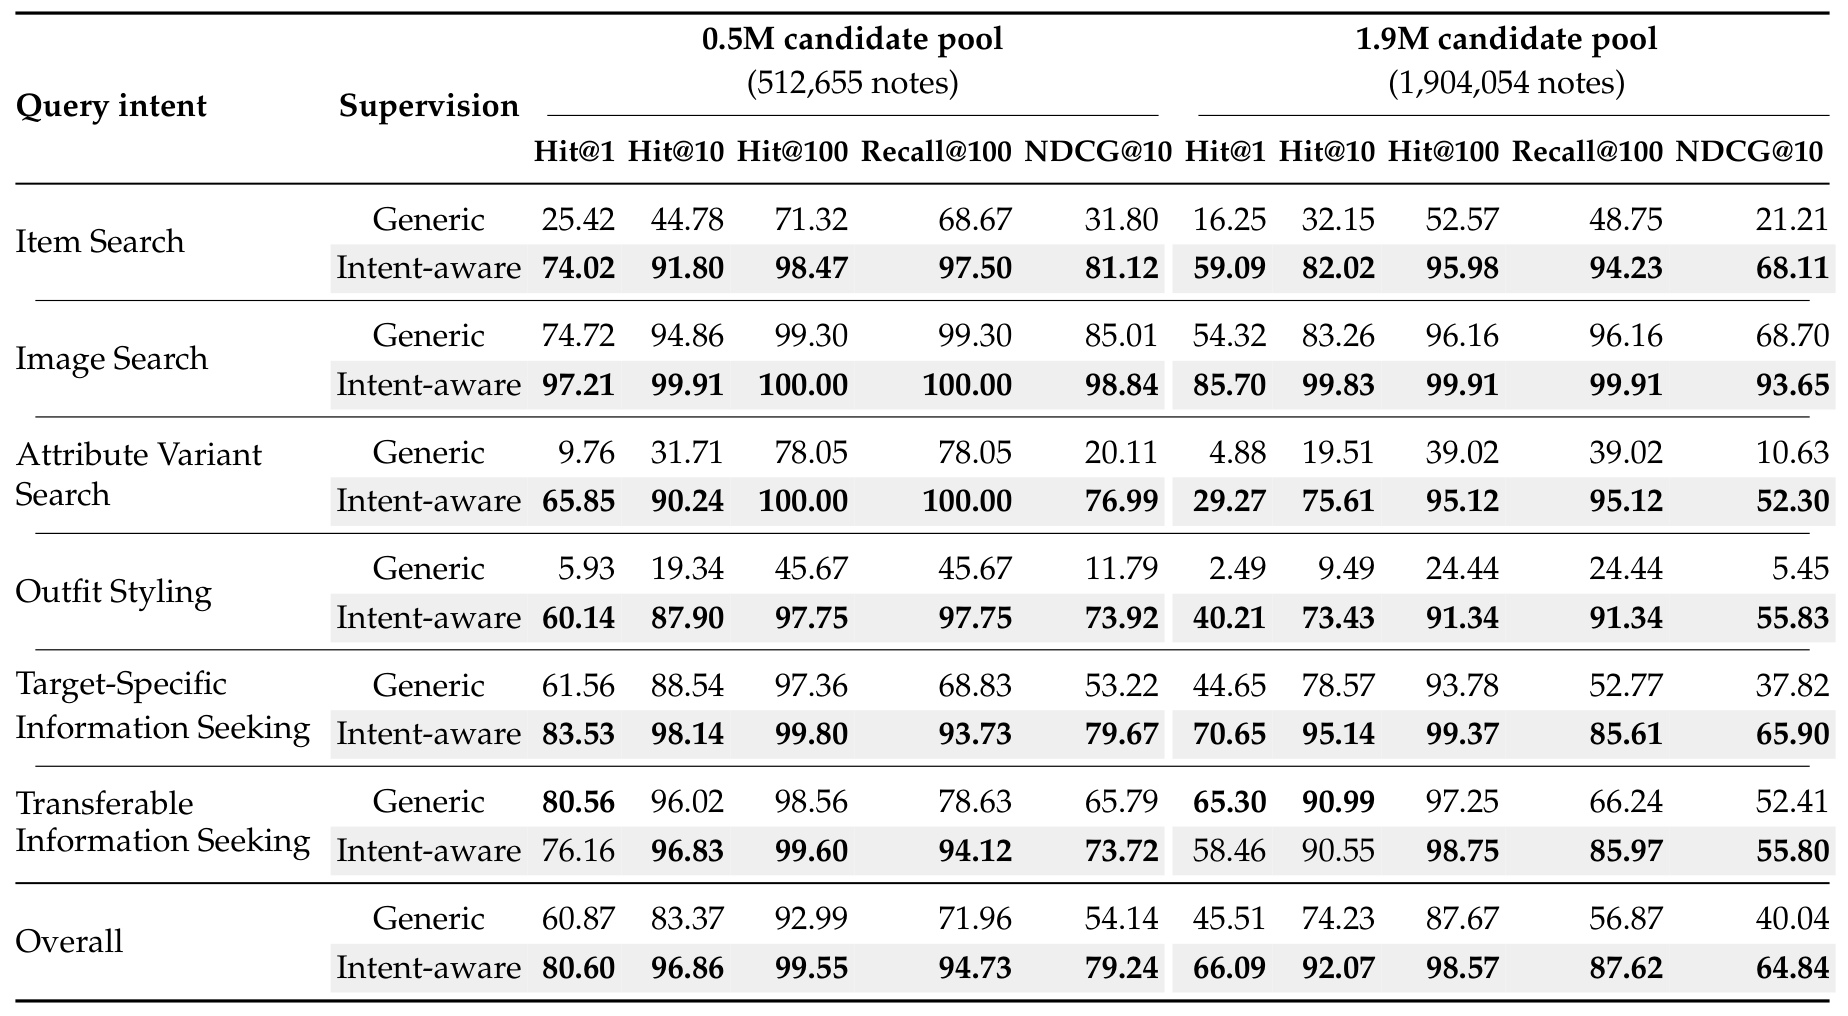 0.5M candidate pool 1.9M candidate pool
(512,655 notes) (1,904,054 notes)
Query intent Supervision
Hit@1 Hit@10 Hit@100 Recall@100 NDCG@10 Hit@1 Hit@10 Hit@100 Recall@100 NDCG@10
Item Search
Generic 25.42 44.78 71.32 68.67 31.80 16.25 32.15 52.57 48.75 21.21
Intent-aware 74.02 91.80 98.47 97.50 81.12 59.09 82.02 95.98 94.23 68.11
Image Search
Generic 74.72 94.86 99.30 99.30 85.01 54.32 83.26 96.16 96.16 68.70
Intent-aware 97.21 99.91 100.00 100.00 98.84 85.70 99.83 99.91 99.91 93.65
Attribute Variant
Search
Generic 9.76 31.71 78.05 78.05 20.11 4.88 19.51 39.02 39.02 10.63
Intent-aware 65.85 90.24 100.00 100.00 76.99 29.27 75.61 95.12 95.12 52.30
Outfit Styling
Generic 5.93 19.34 45.67 45.67 11.79 2.49 9.49 24.44 24.44 5.45
Intent-aware 60.14 87.90 97.75 97.75 73.92 40.21 73.43 91.34 91.34 55.83
Target-Specific
Information Seeking
Generic 61.56 88.54 97.36 68.83 53.22 44.65 78.57 93.78 52.77 37.82
Intent-aware 83.53 98.14 99.80 93.73 79.67 70.65 95.14 99.37 85.61 65.90
Transferable
Information Seeking
Generic 80.56 96.02 98.56 78.63 65.79 65.30 90.99 97.25 66.24 52.41
Intent-aware 76.16 96.83 99.60 94.12 73.72 58.46 90.55 98.75 85.97 55.80
Overall
Generic 60.87 83.37 92.99 71.96 54.14 45.51 74.23 87.67 56.87 40.04
Intent-aware 80.60 96.86 99.55 94.73 79.24 66.09 92.07 98.57 87.62 64.84